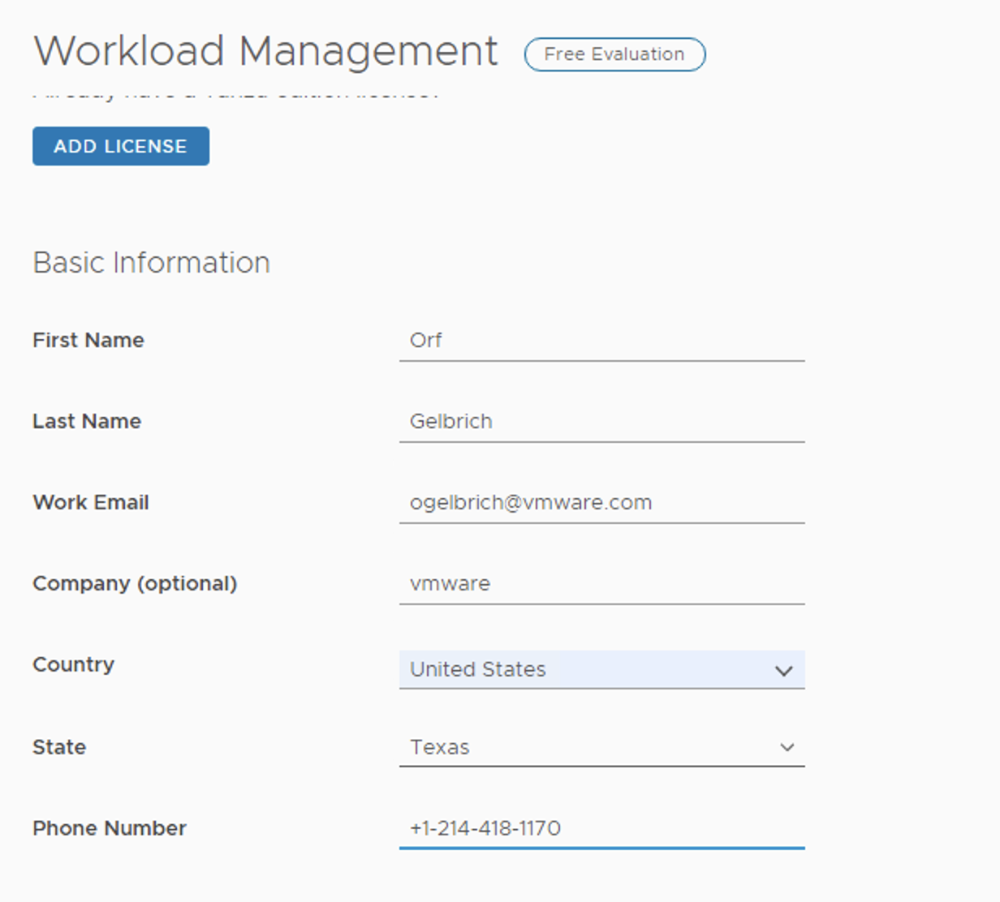 Workload Management
Free Evaluation
ADD LICENSE
Basic Information
First Name
Orf
Last Name
Gelbrich
Work Email
ogelbrich@vmware.com
Company (optional)
vmware
Country
United States
State
Texas
Phone Number
+1-214-418-1170